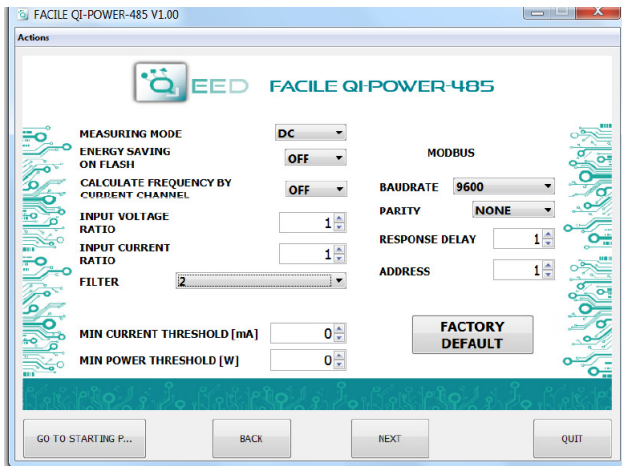 FACILE QI-POWER-485 V1.00
Actions
QEED FACILE QI-POWER-485
MEASURING MODE DC
ENERGY SAVING
ON FLASH OFF
CALCULATE FREQUENCY BY
CURRENT CHANNEL OFF
INPUT VOLTAGE
RATIO 1
INPUT CURRENT
RATIO 1
FILTER 2
MIN CURRENT THRESHOLD [mA] 0
MIN POWER THRESHOLD [W] 0
MODBUS
BAUDRATE 9600
PARITY NONE
RESPONSE DELAY 1
ADDRESS 1
FACTORY
DEFAULT
GO TO STARTING P... BACK NEXT QUIT